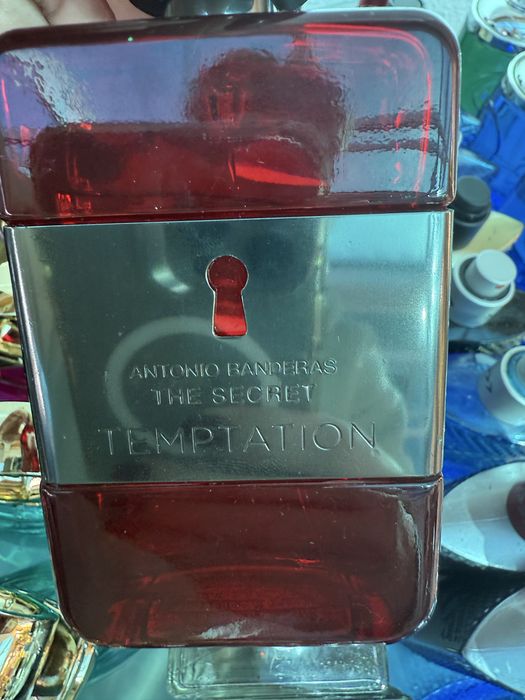 ANTONIO BANDERAS
THE SECRET
TEMPTATION